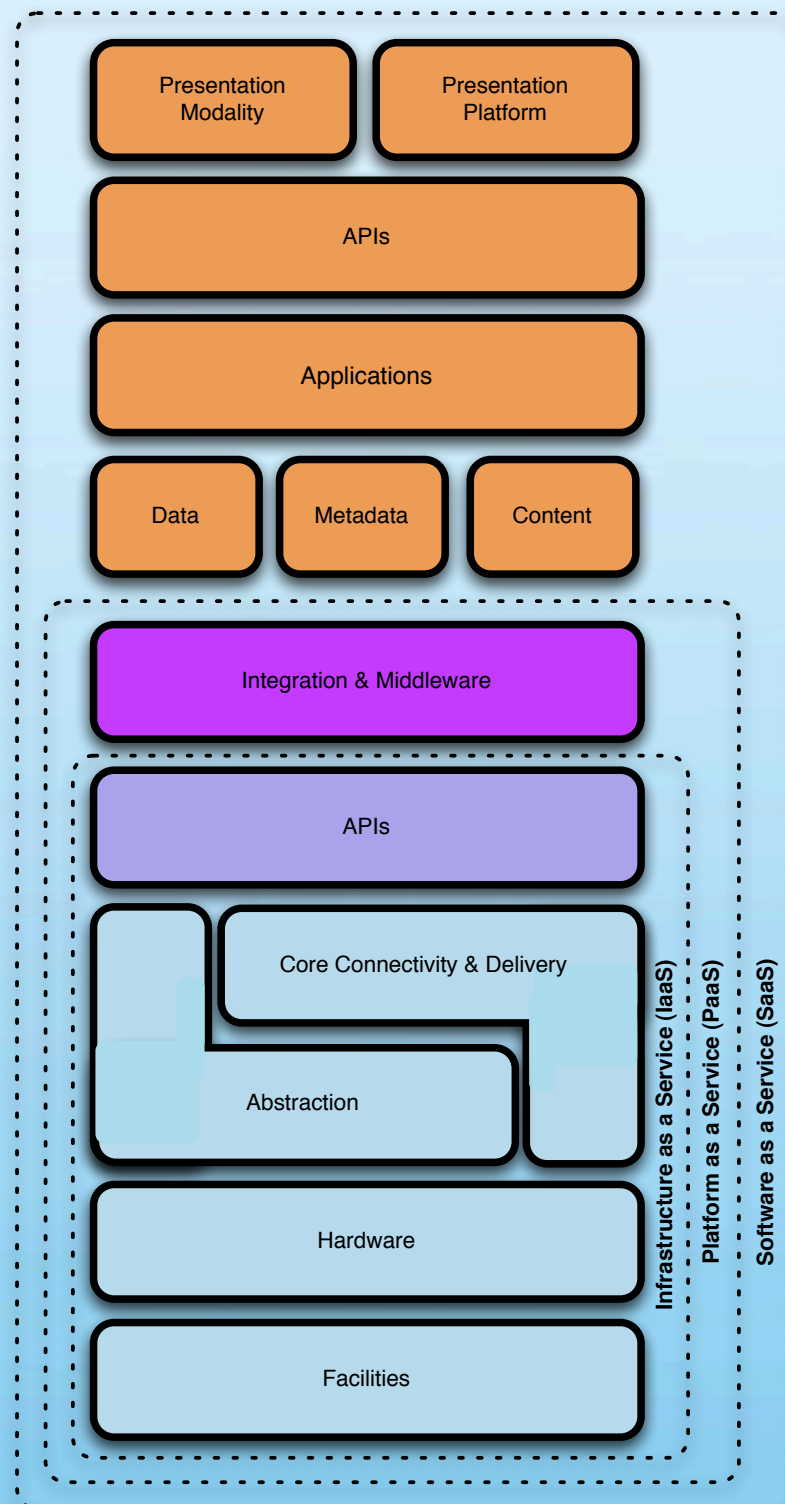 Presentation
Modality
Presentation
Platform
APIs
Applications
Data
Metadata
Content
Integration & Middleware
APIs
Core Connectivity & Delivery
Abstraction
Hardware
Facilities
Infrastructure as a Service (IaaS)
Platform as a Service (PaaS)
Software as a Service (SaaS)